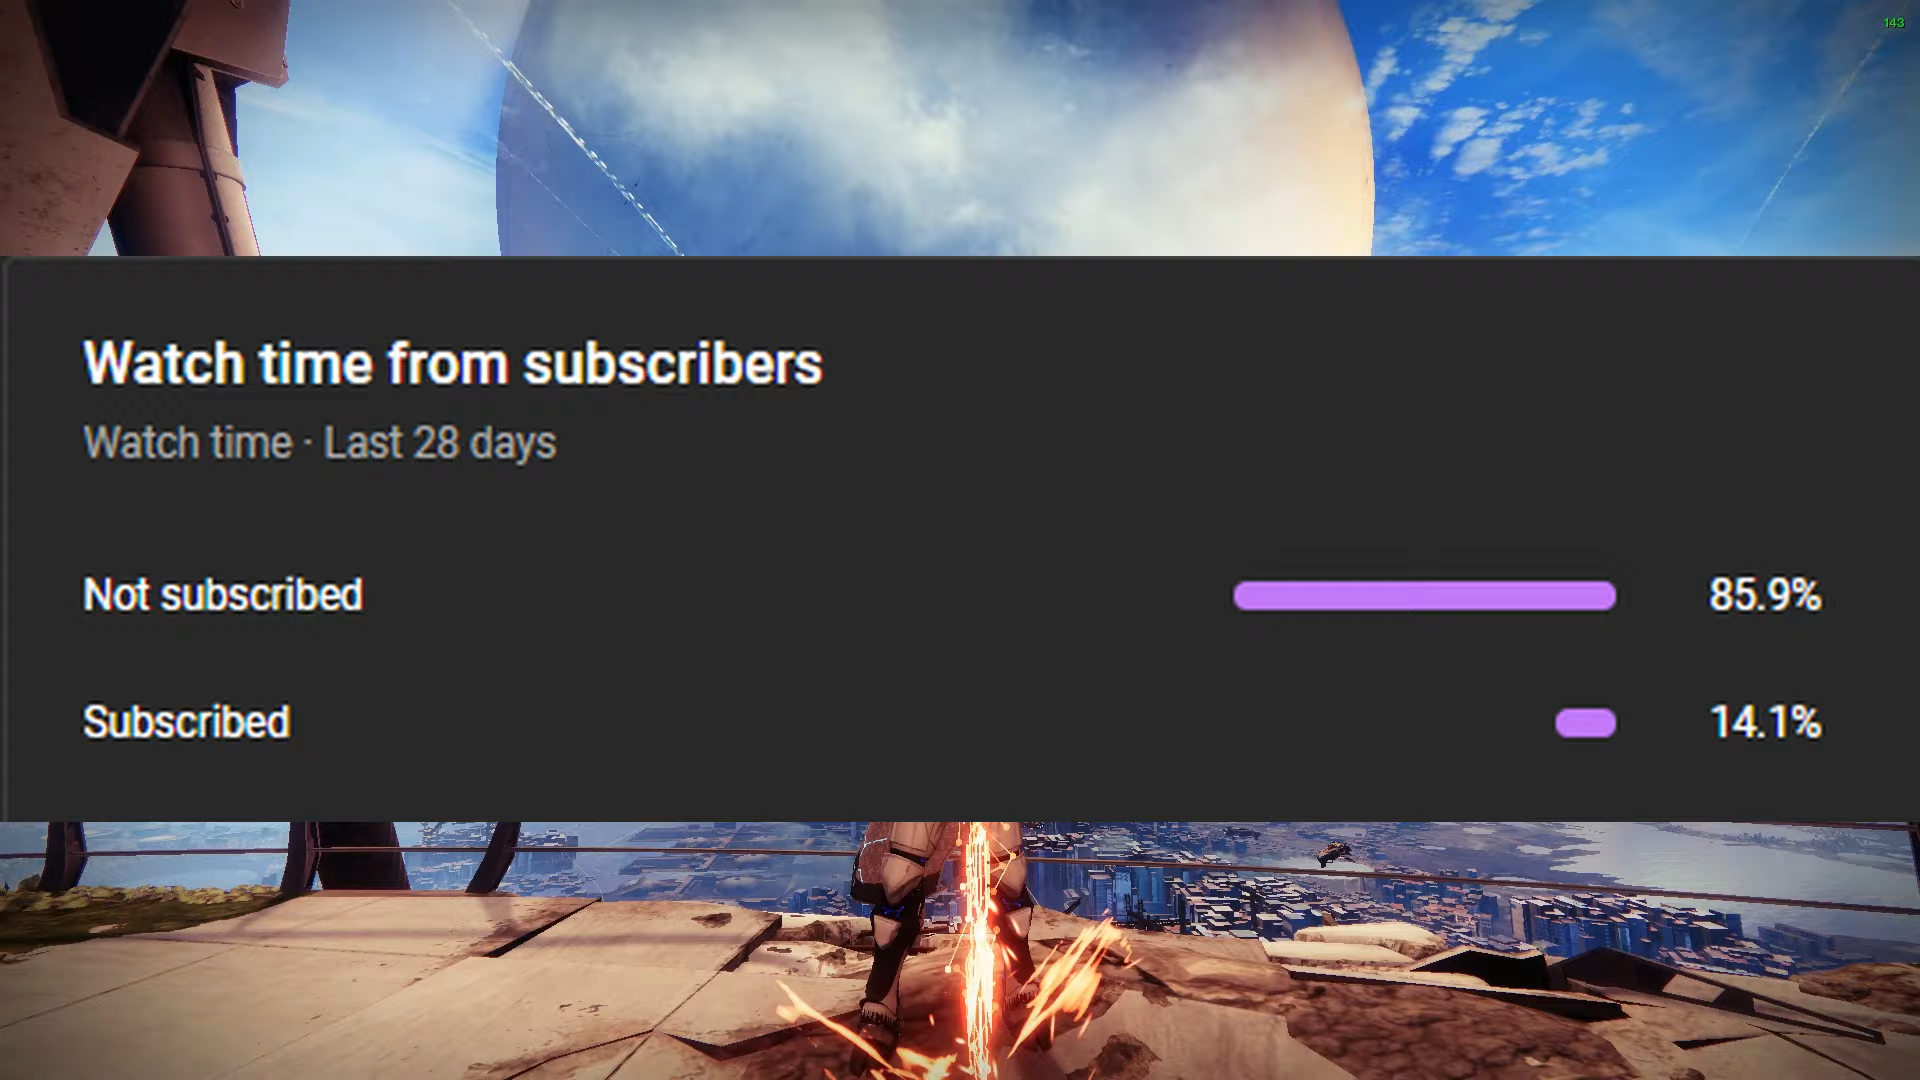 143
Watch time from subscribers
Watch time · Last 28 days
Not subscribed 85.9%
Subscribed 14.1%